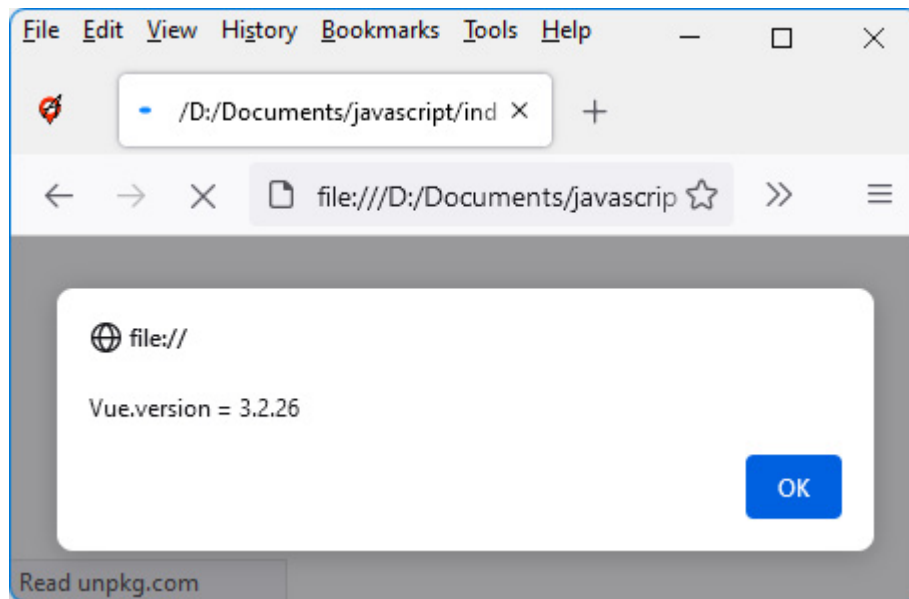 File Edit View History Bookmarks Tools Help
/D:/Documents/javascript/ind
file:///D:/Documents/javascrip
file://
Vue.version = 3.2.26
OK
Read unpkg.com